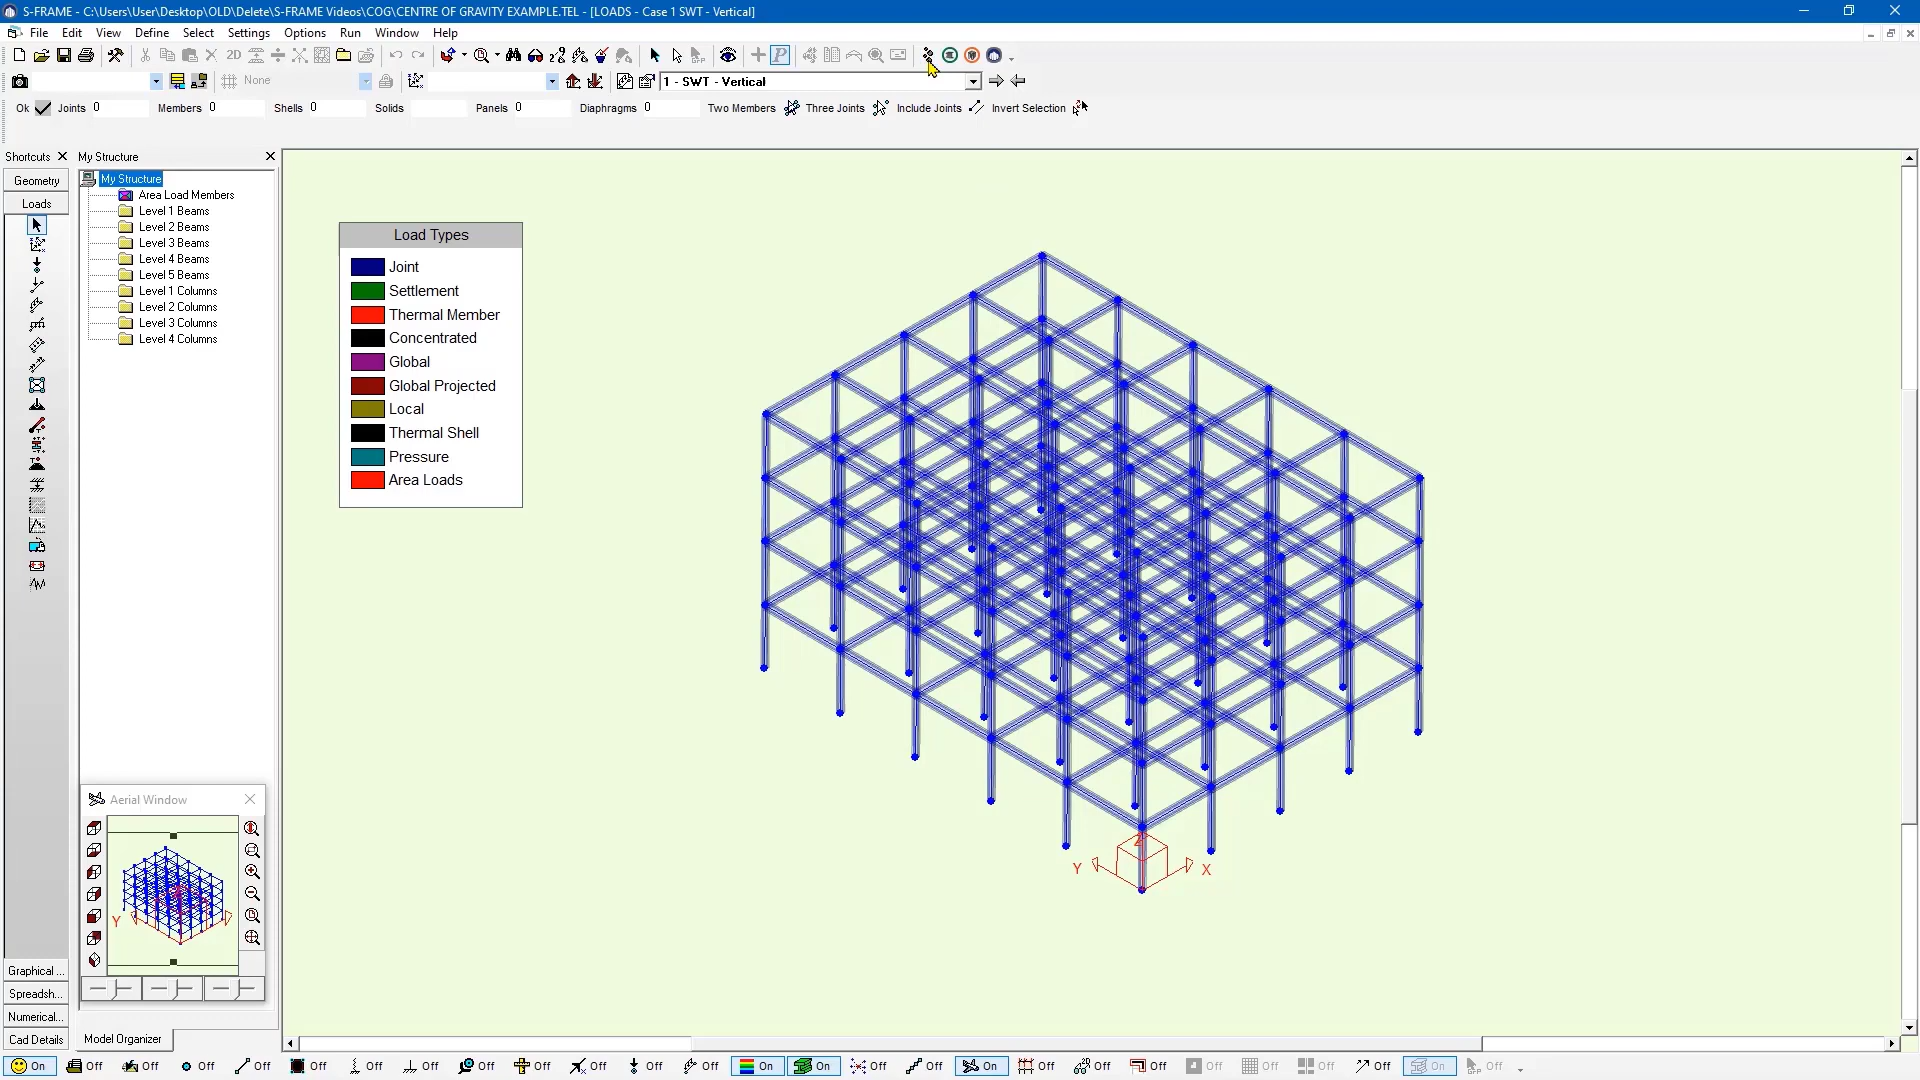 S-FRAME - C:\Users\User\Desktop\OLD\Delete\S-FRAME Videos\COG\CENTRE OF GRAVITY EXAMPLE.TEL - [LOADS - Case 1 SWT - Vertical]
File Edit View Define Select Settings Options Run Window Help
2D
P
None
1 - SWT - Vertical
Ok Joints 0 Members 0 Shells 0 Solids Panels 0 Diaphragms 0 Two Members Three Joints Include Joints Invert Selection
Shortcuts
Geometry
Loads
My Structure
My Structure
Area Load Members
Level 1 Beams
Level 2 Beams
Level 3 Beams
Level 4 Beams
Level 5 Beams
Level 1 Columns
Level 2 Columns
Level 3 Columns
Level 4 Columns
Load Types
Joint
Settlement
Thermal Member
Concentrated
Global
Global Projected
Local
Thermal Shell
Pressure
Area Loads
Z
Y X
Aerial Window
Y
Graphical ...
Spreadsh...
Numerical...
Cad Details
Model Organizer
On Off Off Off Off Off Off Off Off Off Off Off Off On On Off Off On Off Off Off Off Off Off Off On Off